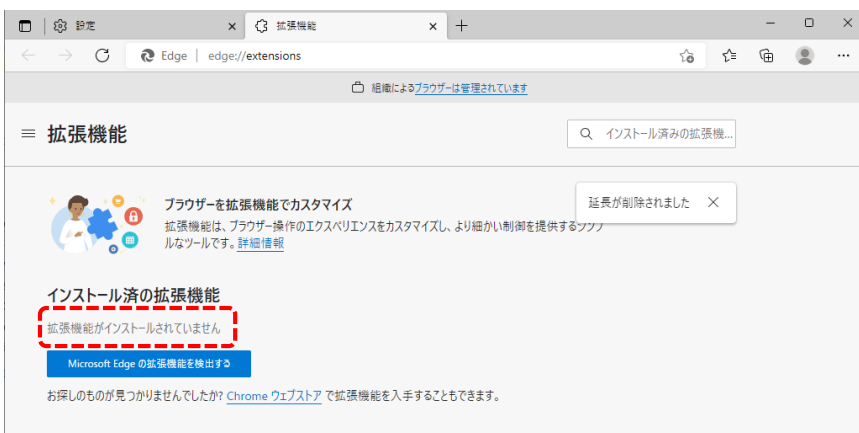 設定
拡張機能
Edge | edge://extensions
組織によるブラウザーは管理されています
拡張機能
インストール済みの拡張機...
延長が削除されました
ブラウザーを拡張機能でカスタマイズ
拡張機能は、ブラウザー操作のエクスペリエンスをカスタマイズし、より細かい制御を提供するシンプ
ルなツールです。詳細情報
インストール済の拡張機能
拡張機能がインストールされていません
Microsoft Edge の拡張機能を検出する
お探しのものが見つかりませんでしたか? Chrome ウェブストア で拡張機能を入手することもできます。